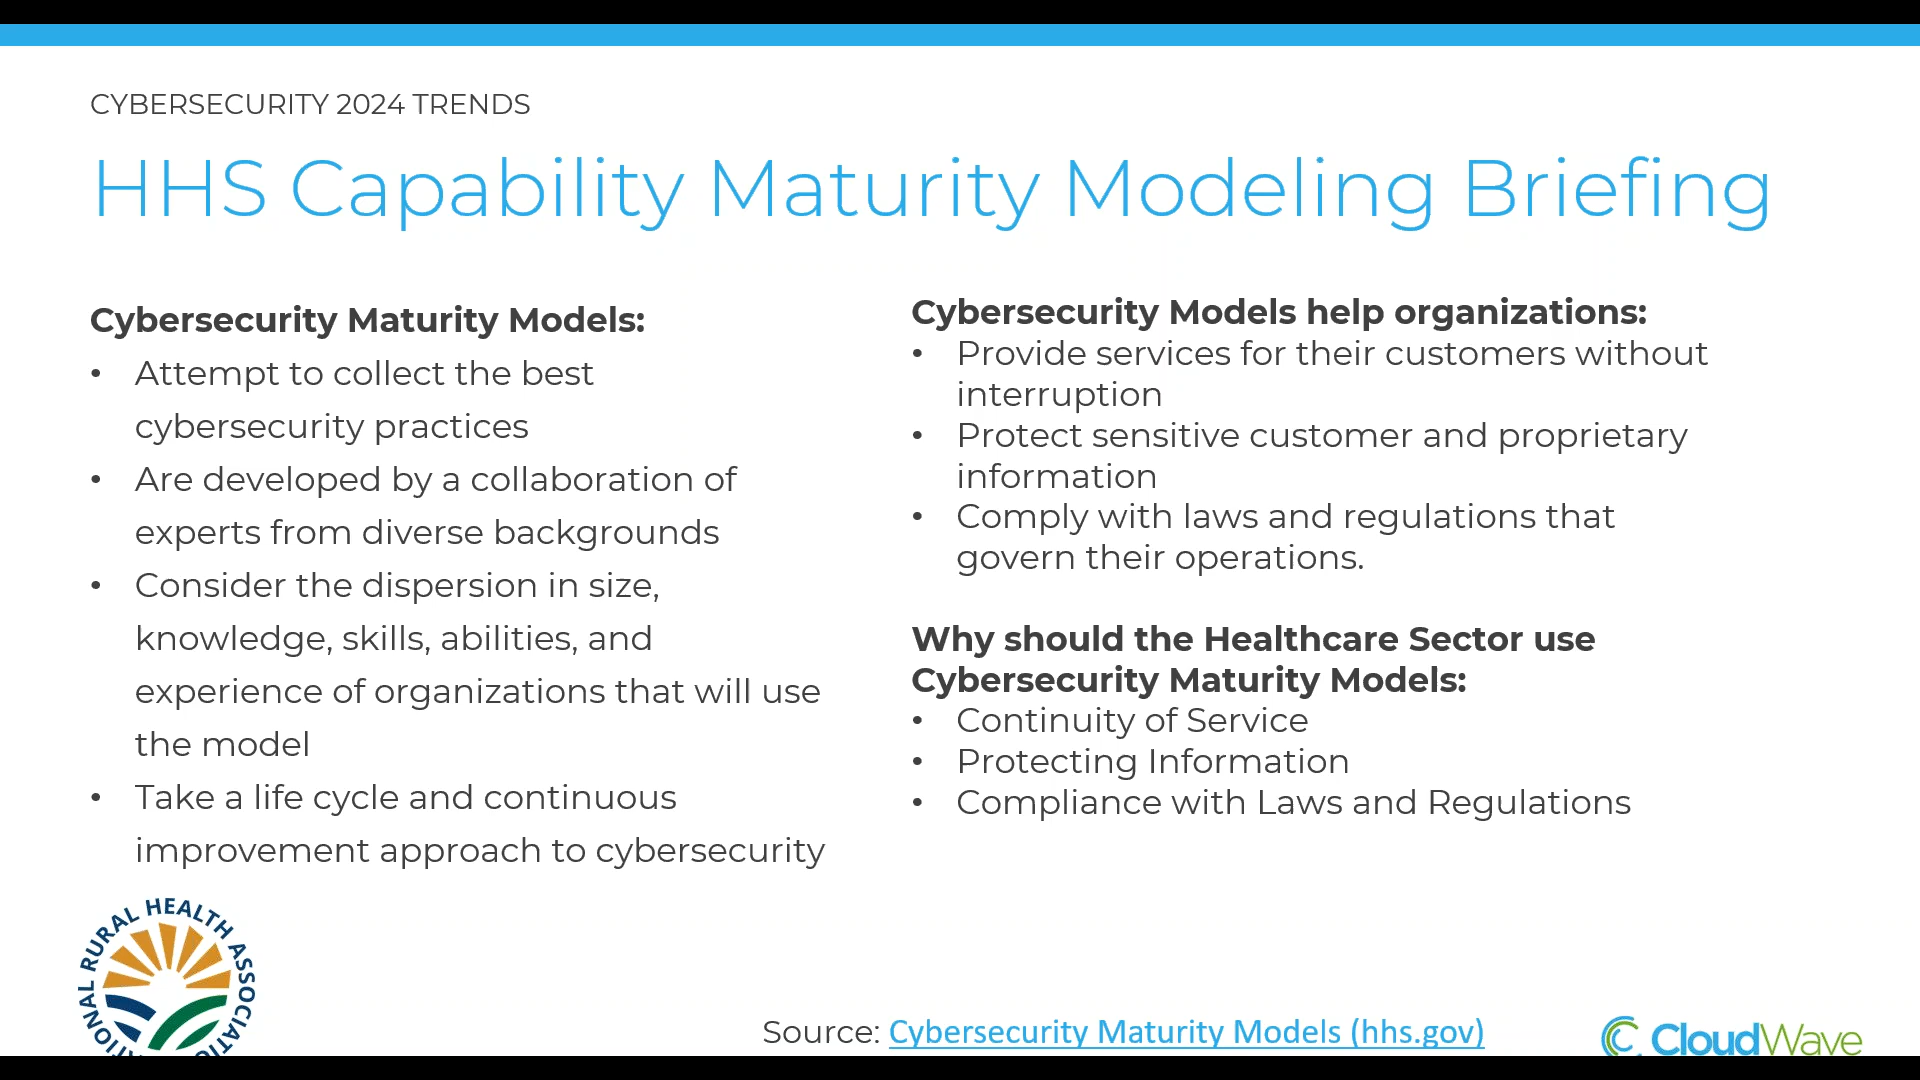 CYBERSECURITY 2024 TRENDS
HHS Capability Maturity Modeling Briefing
Cybersecurity Maturity Models:
• Attempt to collect the best
cybersecurity practices
• Are developed by a collaboration of
experts from diverse backgrounds
• Consider the dispersion in size,
knowledge, skills, abilities, and
experience of organizations that will use
the model
• Take a life cycle and continuous
improvement approach to cybersecurity
Cybersecurity Models help organizations:
• Provide services for their customers without
interruption
• Protect sensitive customer and proprietary
information
• Comply with laws and regulations that
govern their operations.
Why should the Healthcare Sector use
Cybersecurity Maturity Models:
• Continuity of Service
• Protecting Information
• Compliance with Laws and Regulations
RURAL HEALTH
Source: Cybersecurity Maturity Models (hhs.gov)
CloudWave